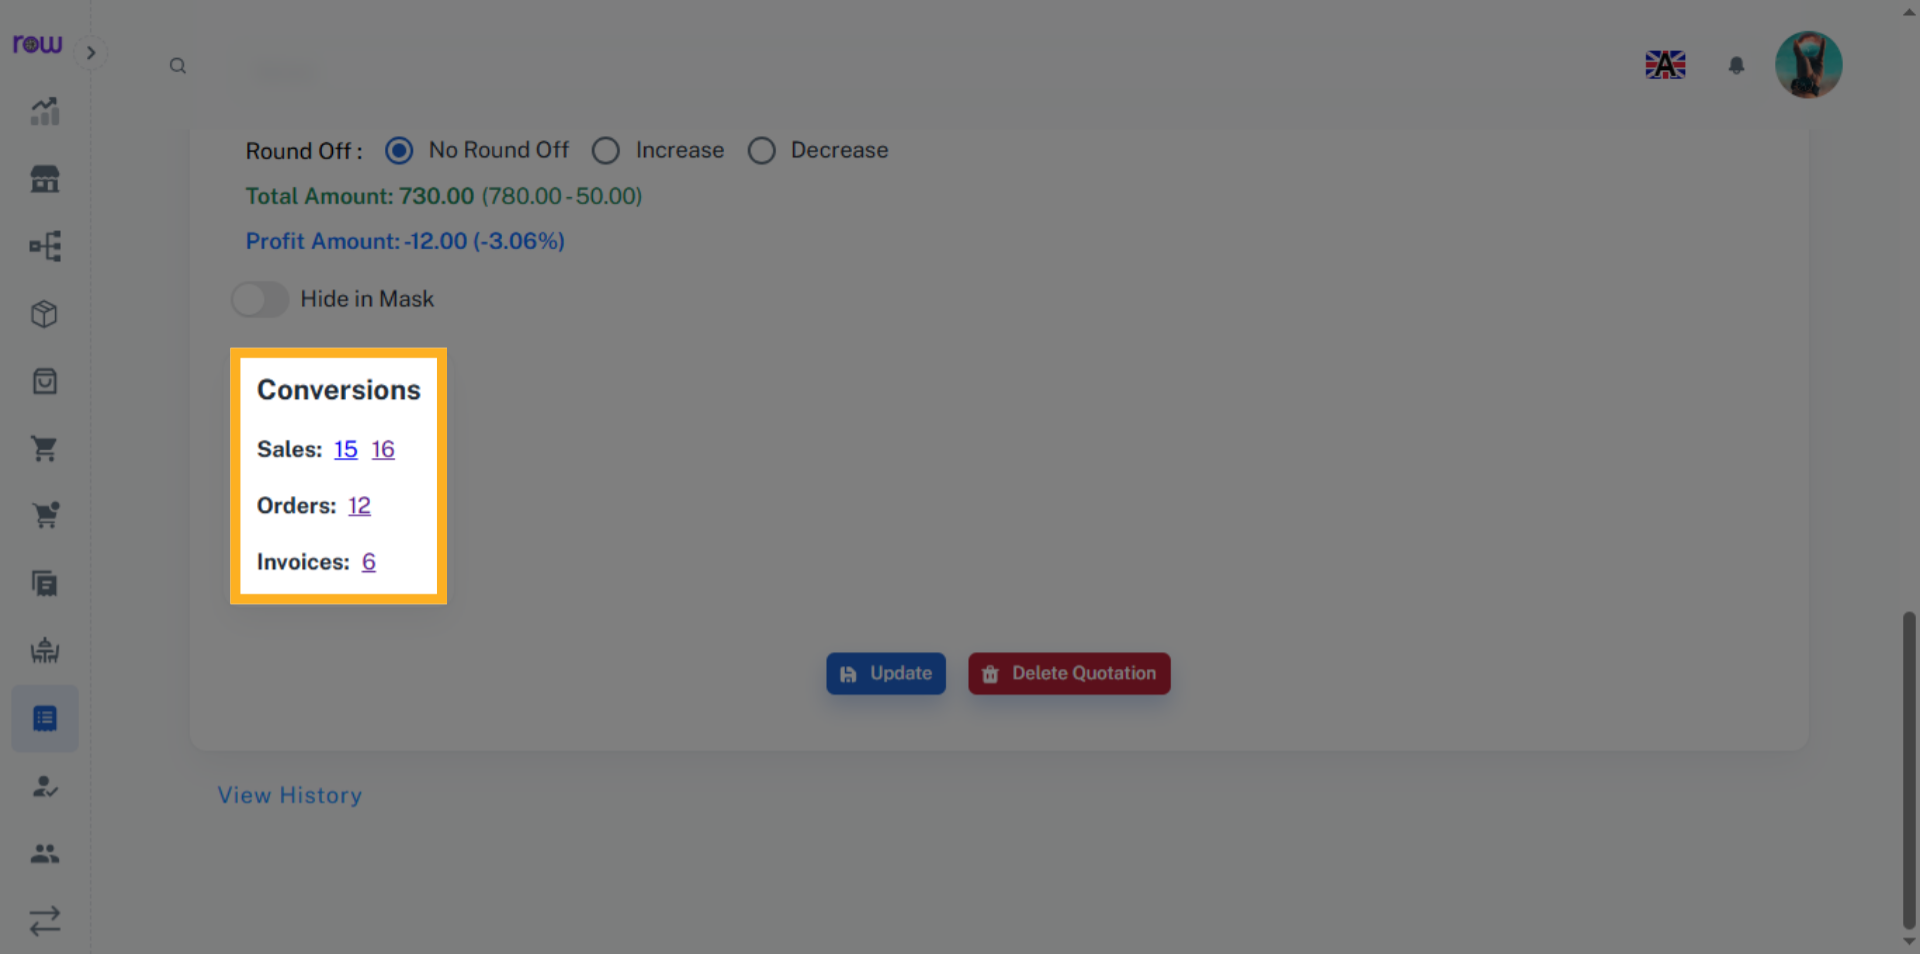 row
A
Round Off : No Round Off Increase Decrease
Total Amount: 730.00 (780.00 - 50.00)
Profit Amount: -12.00 (-3.06%)
Hide in Mask
Conversions
Sales: 15 16
Orders: 12
Invoices: 6
Update Delete Quotation
View History